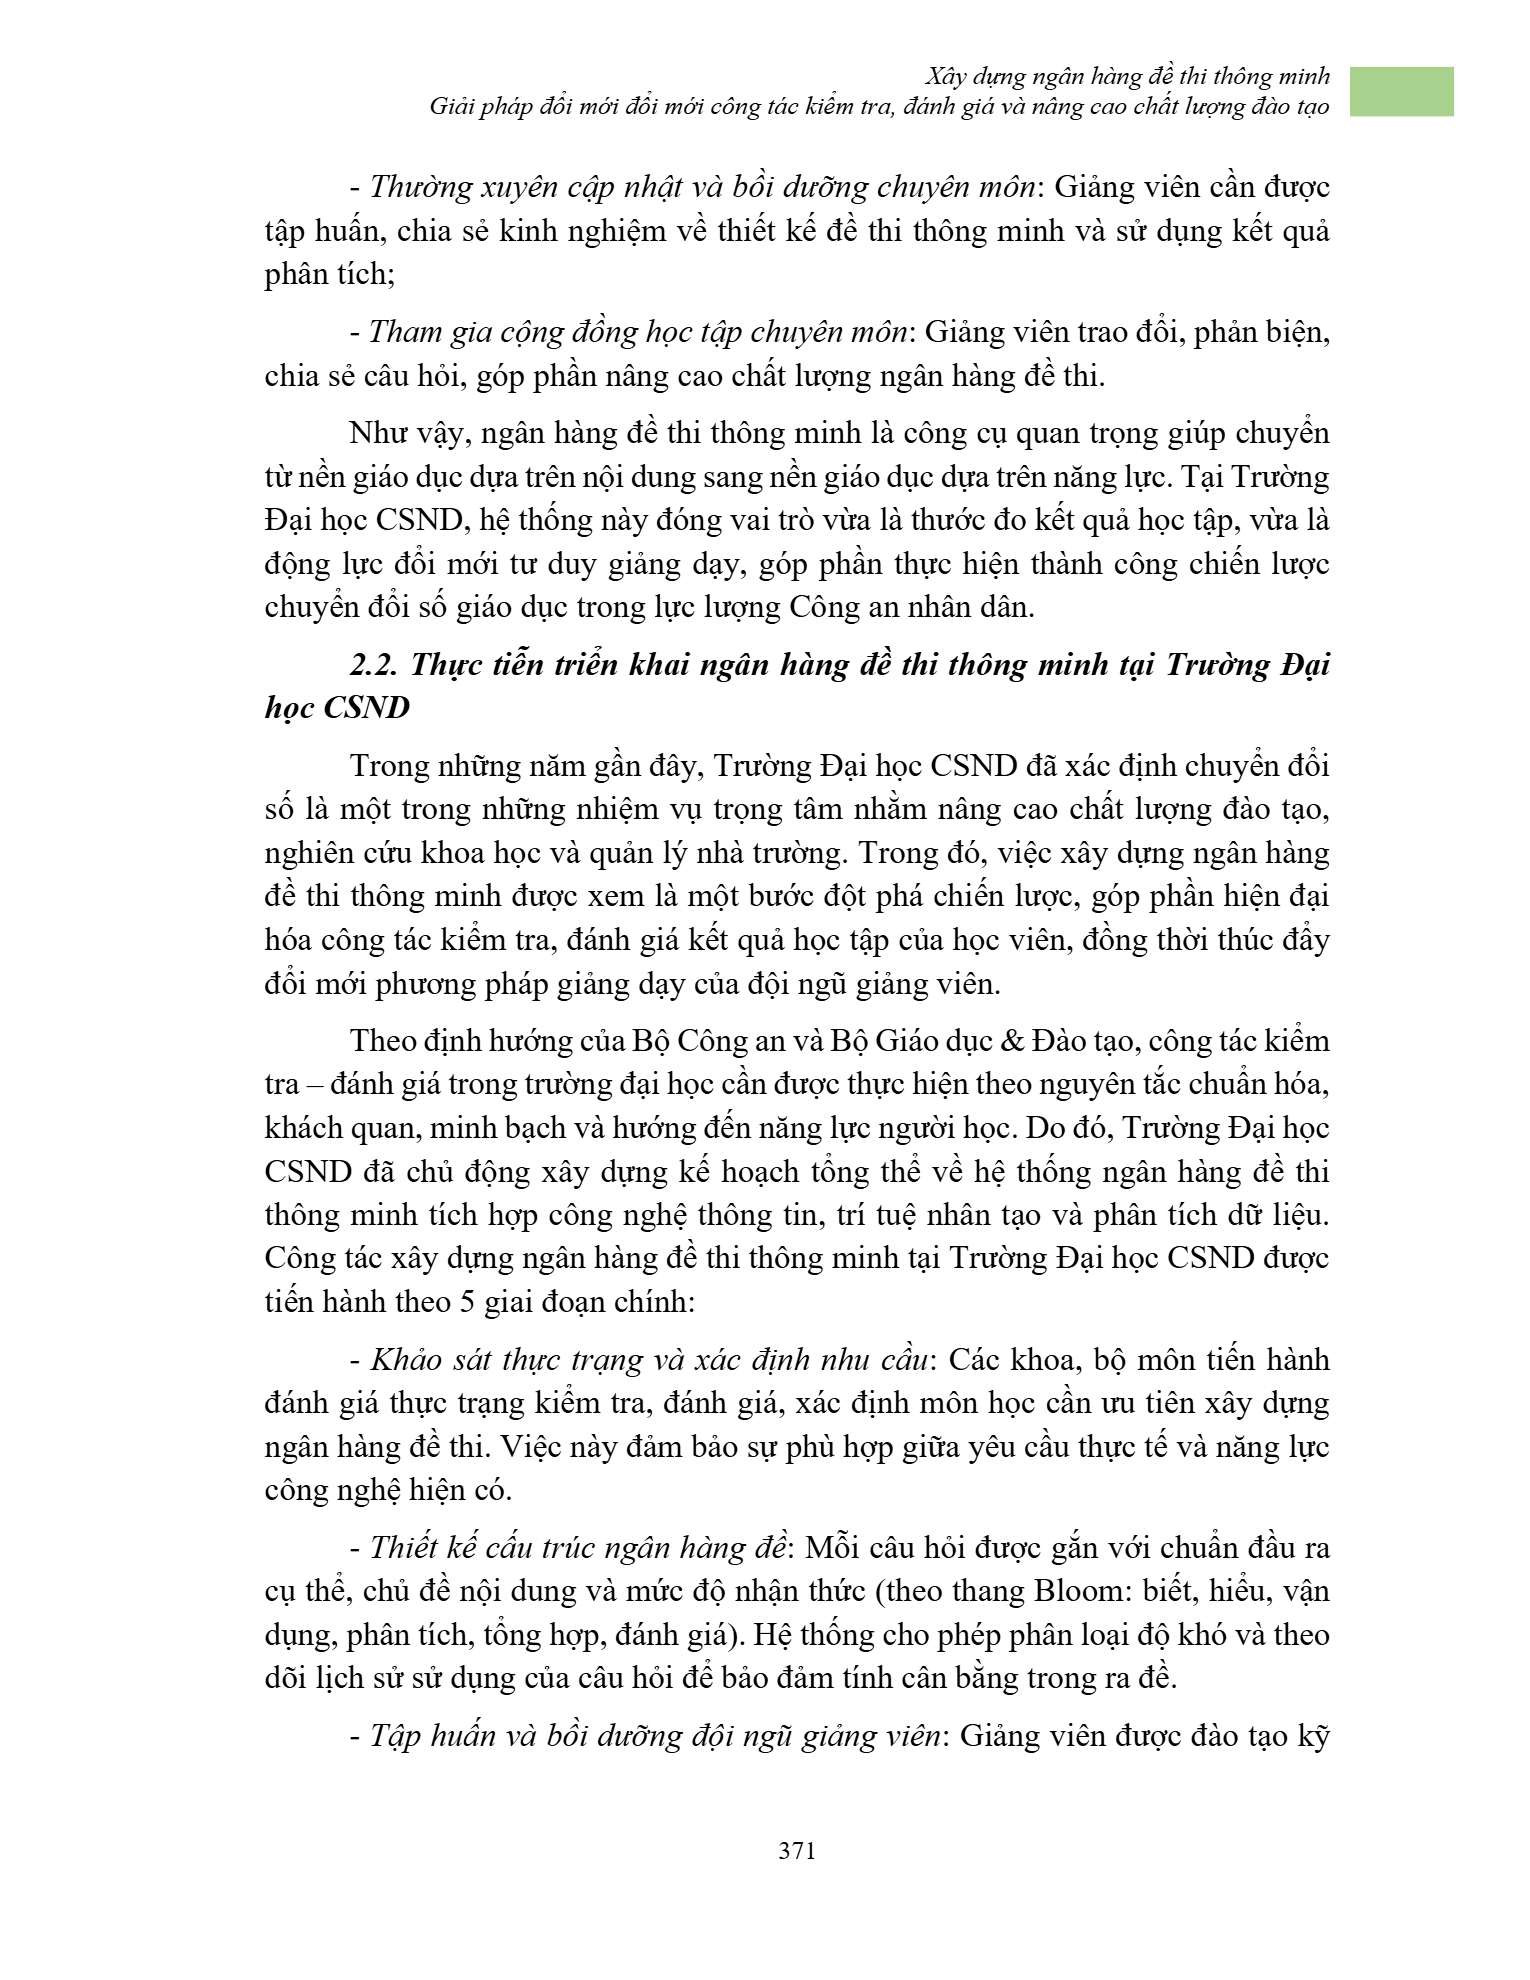 Xây dựng ngân hàng đề thi thông minh
Giải pháp đổi mới đổi mới công tác kiểm tra, đánh giá và nâng cao chất lượng đào tạo
- Thường xuyên cập nhật và bồi dưỡng chuyên môn: Giảng viên cần được
tập huấn, chia sẻ kinh nghiệm về thiết kế đề thi thông minh và sử dụng kết quả
phân tích;
- Tham gia cộng đồng học tập chuyên môn: Giảng viên trao đổi, phản biện,
chia sẻ câu hỏi, góp phần nâng cao chất lượng ngân hàng đề thi.
Như vậy, ngân hàng đề thi thông minh là công cụ quan trọng giúp chuyển
từ nền giáo dục dựa trên nội dung sang nền giáo dục dựa trên năng lực. Tại Trường
Đại học CSND, hệ thống này đóng vai trò vừa là thước đo kết quả học tập, vừa là
động lực đổi mới tư duy giảng dạy, góp phần thực hiện thành công chiến lược
chuyển đổi số giáo dục trong lực lượng Công an nhân dân.
2.2. Thực tiễn triển khai ngân hàng đề thi thông minh tại Trường Đại
học CSND
Trong những năm gần đây, Trường Đại học CSND đã xác định chuyển đổi
số là một trong những nhiệm vụ trọng tâm nhằm nâng cao chất lượng đào tạo,
nghiên cứu khoa học và quản lý nhà trường. Trong đó, việc xây dựng ngân hàng
đề thi thông minh được xem là một bước đột phá chiến lược, góp phần hiện đại
hóa công tác kiểm tra, đánh giá kết quả học tập của học viên, đồng thời thúc đẩy
đổi mới phương pháp giảng dạy của đội ngũ giảng viên.
Theo định hướng của Bộ Công an và Bộ Giáo dục & Đào tạo, công tác kiểm
tra – đánh giá trong trường đại học cần được thực hiện theo nguyên tắc chuẩn hóa,
khách quan, minh bạch và hướng đến năng lực người học. Do đó, Trường Đại học
CSND đã chủ động xây dựng kế hoạch tổng thể về hệ thống ngân hàng đề thi
thông minh tích hợp công nghệ thông tin, trí tuệ nhân tạo và phân tích dữ liệu.
Công tác xây dựng ngân hàng đề thi thông minh tại Trường Đại học CSND được
tiến hành theo 5 giai đoạn chính:
- Khảo sát thực trạng và xác định nhu cầu: Các khoa, bộ môn tiến hành
đánh giá thực trạng kiểm tra, đánh giá, xác định môn học cần ưu tiên xây dựng
ngân hàng đề thi. Việc này đảm bảo sự phù hợp giữa yêu cầu thực tế và năng lực
công nghệ hiện có.
- Thiết kế cấu trúc ngân hàng đề: Mỗi câu hỏi được gắn với chuẩn đầu ra
cụ thể, chủ đề nội dung và mức độ nhận thức (theo thang Bloom: biết, hiểu, vận
dụng, phân tích, tổng hợp, đánh giá). Hệ thống cho phép phân loại độ khó và theo
dõi lịch sử sử dụng của câu hỏi để bảo đảm tính cân bằng trong ra đề.
- Tập huấn và bồi dưỡng đội ngũ giảng viên: Giảng viên được đào tạo kỹ
371